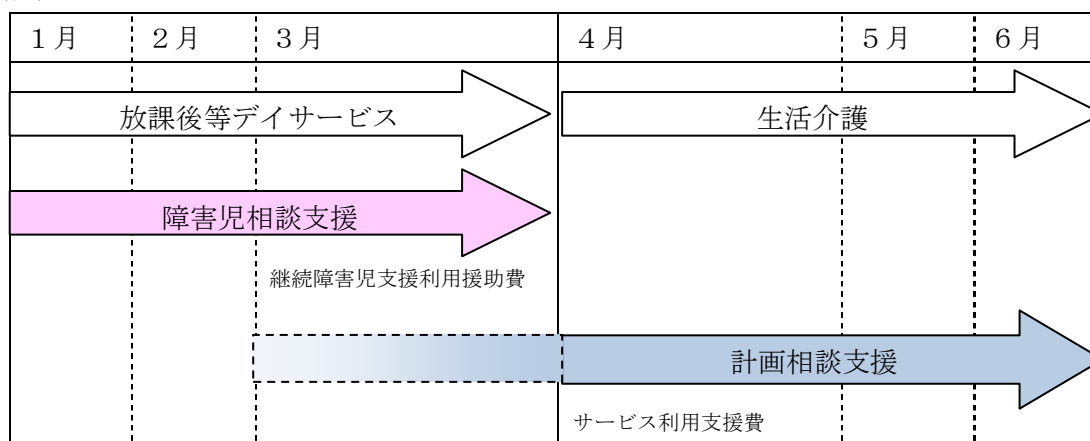 １月 ２月 ３月 ４月 ５月 ６月
放課後等デイサービス 生活介護
障害児相談支援
継続障害児支援利用援助費
計画相談支援
サービス利用支援費